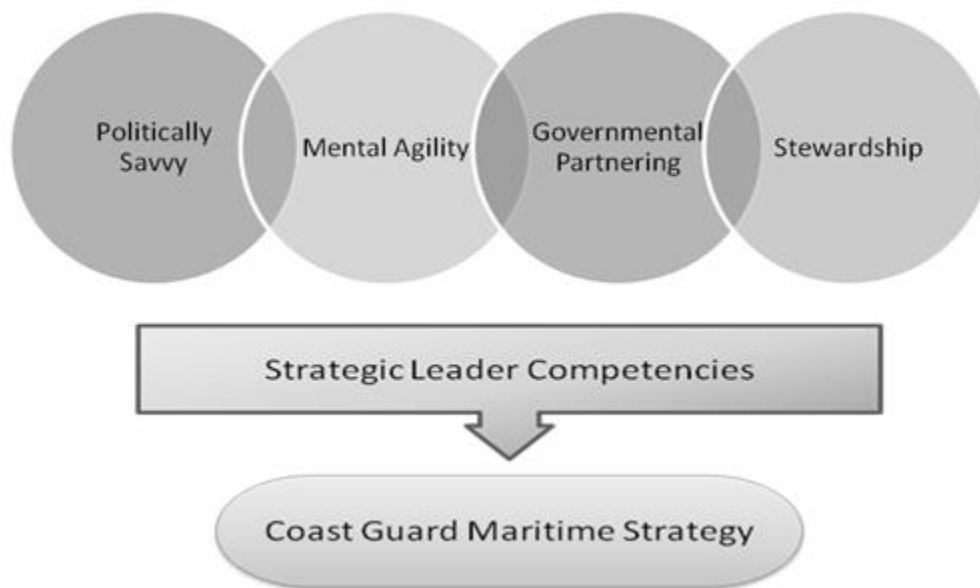 Politically
Savvy
Mental Agility
Governmental
Partnering
Stewardship
Strategic Leader Competencies
Coast Guard Maritime Strategy